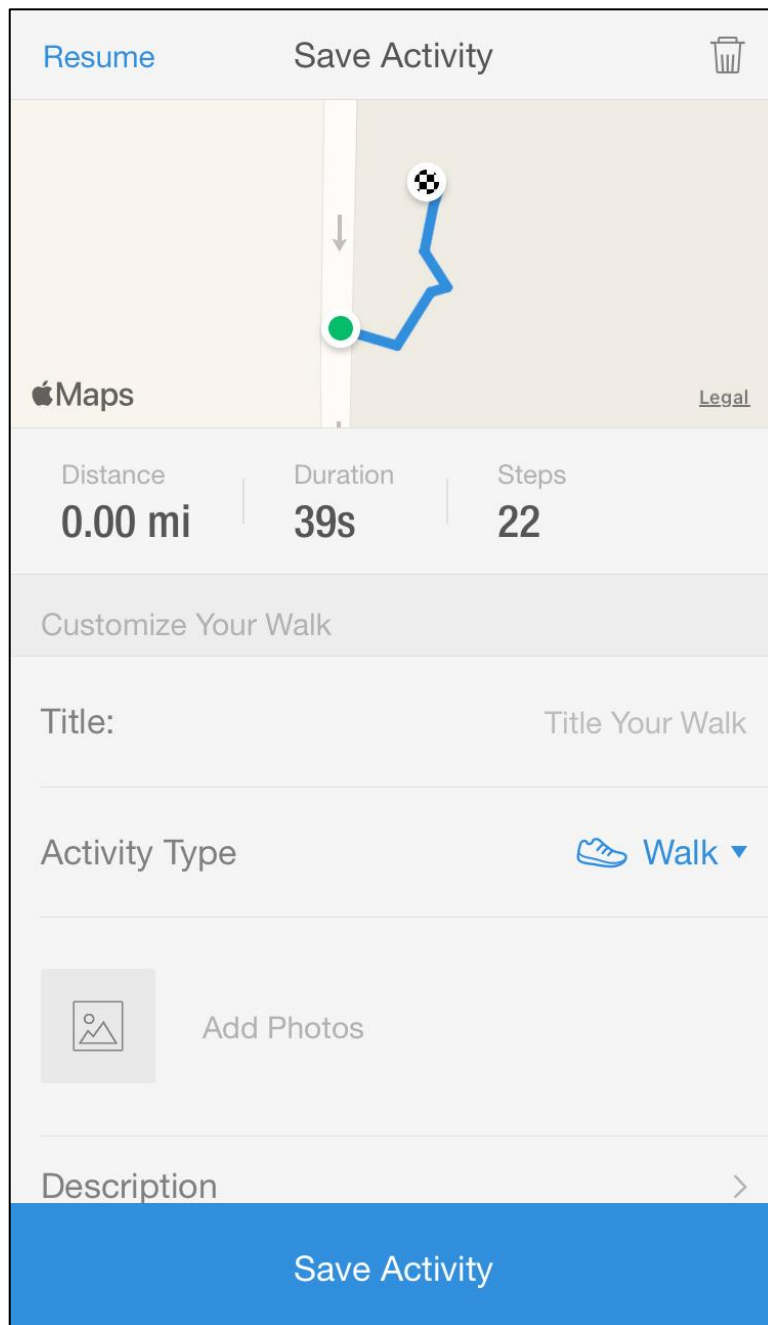 Resume Save Activity
Maps
Legal
Distance Duration Steps
0.00 mi 39s 22
Customize Your Walk
Title: Title Your Walk
Activity Type Walk
Add Photos
Description
Save Activity